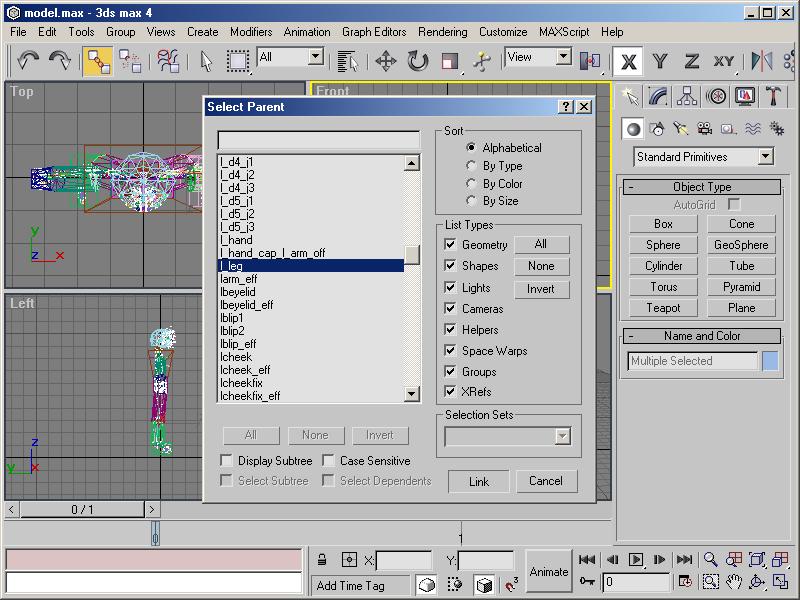 model.max - 3ds max 4
File Edit Tools Group Views Create Modifiers Animation Graph Editors Rendering Customize MAXScript Help
All
View
X Y Z XY
Top
Front
Left
y
z x
z
y x
Select Parent
l_d4_j1
l_d4_j2
l_d4_j3
l_d5_j1
l_d5_j2
l_d5_j3
l_hand
l_hand_cap_l_arm_off
l_leg
larm_eff
lbeyelid
lbeyelid_eff
lblip1
lblip2
lblip_eff
lcheek
lcheek_eff
lcheekfix
lcheekfix_eff
All None Invert
Display Subtree Case Sensitive
Select Subtree Select Dependents
Sort
Alphabetical
By Type
By Color
By Size
List Types
Geometry All
Shapes None
Lights Invert
Cameras
Helpers
Space Warps
Groups
XRefs
Selection Sets
Link Cancel
Standard Primitives
- Object Type
AutoGrid
Box Cone
Sphere GeoSphere
Cylinder Tube
Torus Pyramid
Teapot Plane
- Name and Color
Multiple Selected
< 0 / 1 >
0 1
X: Y:
Add Time Tag
Animate
0